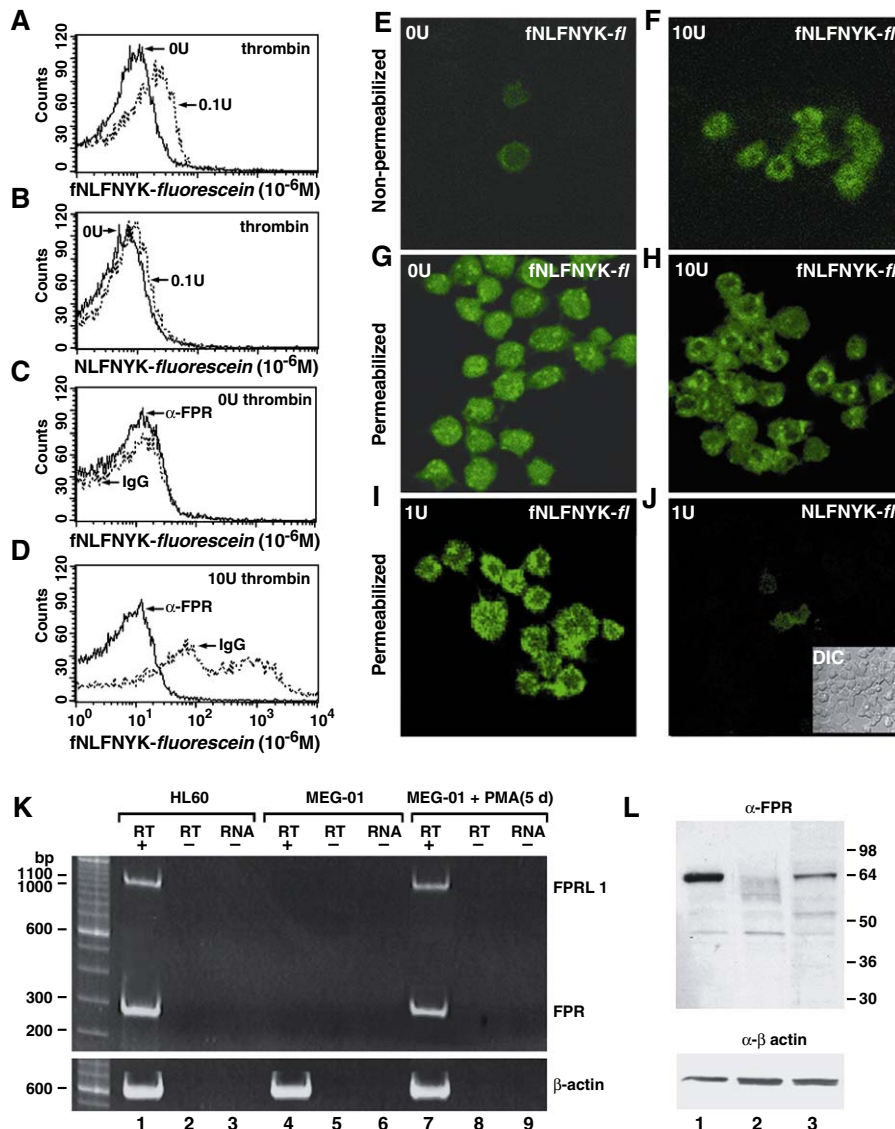 A
120
90
60
30
0
Counts
0U
thrombin
0.1U
fNLFNYK-fluorescein (10⁻⁶M)
B
120
90
60
30
0
Counts
0U
thrombin
0.1U
NLFNYK-fluorescein (10⁻⁶M)
C
120
90
60
30
0
Counts
0U thrombin
α-FPR
IgG
fNLFNYK-fluorescein (10⁻⁶M)
D
120
90
60
30
0
Counts
10U thrombin
α-FPR
IgG
10⁰ 10¹ 10² 10³ 10⁴
fNLFNYK-fluorescein (10⁻⁶M)
E
Non-permeabilized
0U fNLFNYK-fl
F
10U fNLFNYK-fl
G
Permeabilized
0U fNLFNYK-fl
H
10U fNLFNYK-fl
I
Permeabilized
1U fNLFNYK-fl
J
1U NLFNYK-fl
DIC
K
HL60 MEG-01 MEG-01 + PMA(5 d)
RT RT RNA RT RT RNA RT RT RNA
+ − − + − − + − −
bp
1100
1000
600
300
200
FPRL 1
FPR
600
β-actin
1 2 3 4 5 6 7 8 9
L
α-FPR
98
64
50
36
30
α-β actin
1 2 3